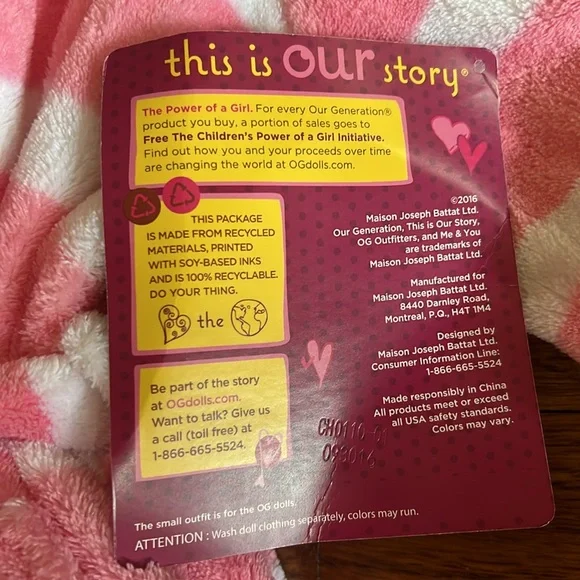 this is our story®
The Power of a Girl. For every Our Generation®
product you buy, a portion of sales goes to
Free The Children's Power of a Girl Initiative.
Find out how you and your proceeds over time
are changing the world at OGdolls.com.
THIS PACKAGE
IS MADE FROM RECYCLED
MATERIALS, PRINTED
WITH SOY-BASED INKS
AND IS 100% RECYCLABLE.
DO YOUR THING.
the
Be part of the story
at OGdolls.com.
Want to talk? Give us
a call (toll free) at
1-866-665-5524.
©2016
Maison Joseph Battat Ltd.
Our Generation, This is Our Story,
OG Outfitters, and Me & You
are trademarks of
Maison Joseph Battat Ltd.
Manufactured for
Maison Joseph Battat Ltd.
8440 Darnley Road,
Montreal, P.Q., H4T 1M4
Designed by
Maison Joseph Battat Ltd.
Consumer Information Line:
1-866-665-5524
Made responsibly in China
All products meet or exceed
all USA safety standards.
Colors may vary.
CH0110-01
093016
The small outfit is for the OG dolls.
ATTENTION : Wash doll clothing separately, colors may run.